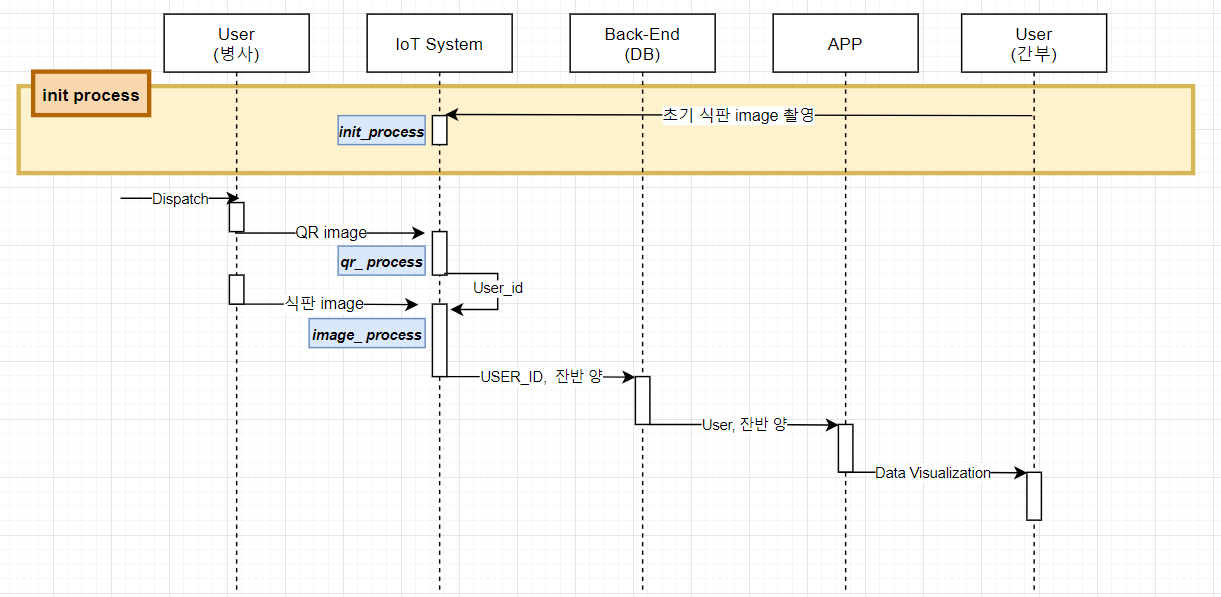 User
(병사)
IoT System
Back-End
(DB)
APP
User
(간부)
init process
초기 식판 image 촬영
init_process
Dispatch
QR image
qr_ process
User_id
식판 image
image_ process
USER_ID, 잔반 양
User, 잔반 양
Data Visualization